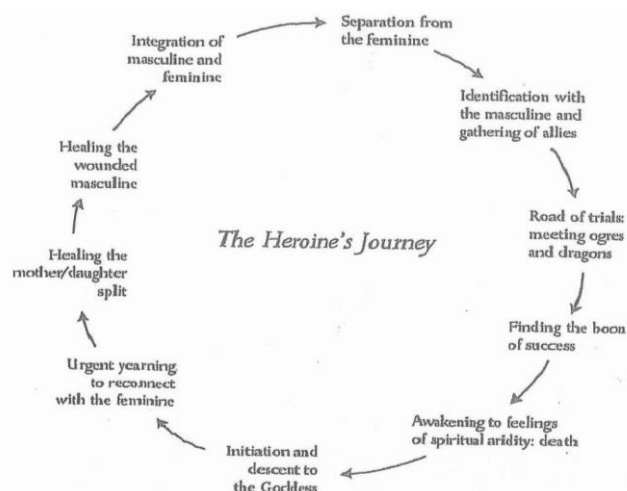 Separation from
the feminine
Identification with
the masculine and
gathering of allies
Road of trials:
meeting ogres
and dragons
Finding the boon
of success
Awakening to feelings
of spiritual aridity: death
Initiation and
descent to
the Goddess
Urgent yearning
to reconnect
with the feminine
Healing the
mother/daughter
split
Healing the
wounded
masculine
Integration of
masculine and
feminine
The Heroine's Journey